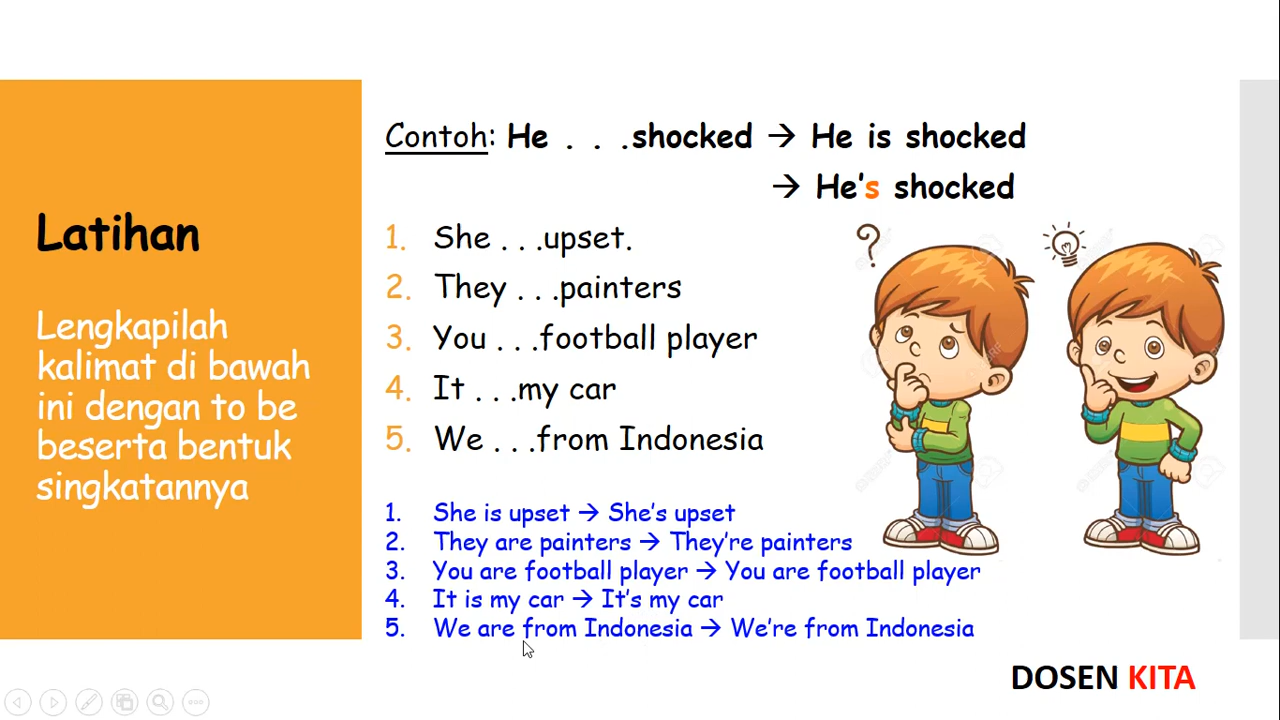 Contoh: He . . .shocked → He is shocked
→ He's shocked
Latihan
Lengkapilah
kalimat di bawah
ini dengan to be
beserta bentuk
singkatannya
1. She . . .upset.
2. They . . .painters
3. You . . .football player
4. It . . .my car
5. We . . .from Indonesia
?
1. She is upset → She's upset
2. They are painters → They're painters
3. You are football player → You are football player
4. It is my car → It's my car
5. We are from Indonesia → We're from Indonesia
DOSEN KITA